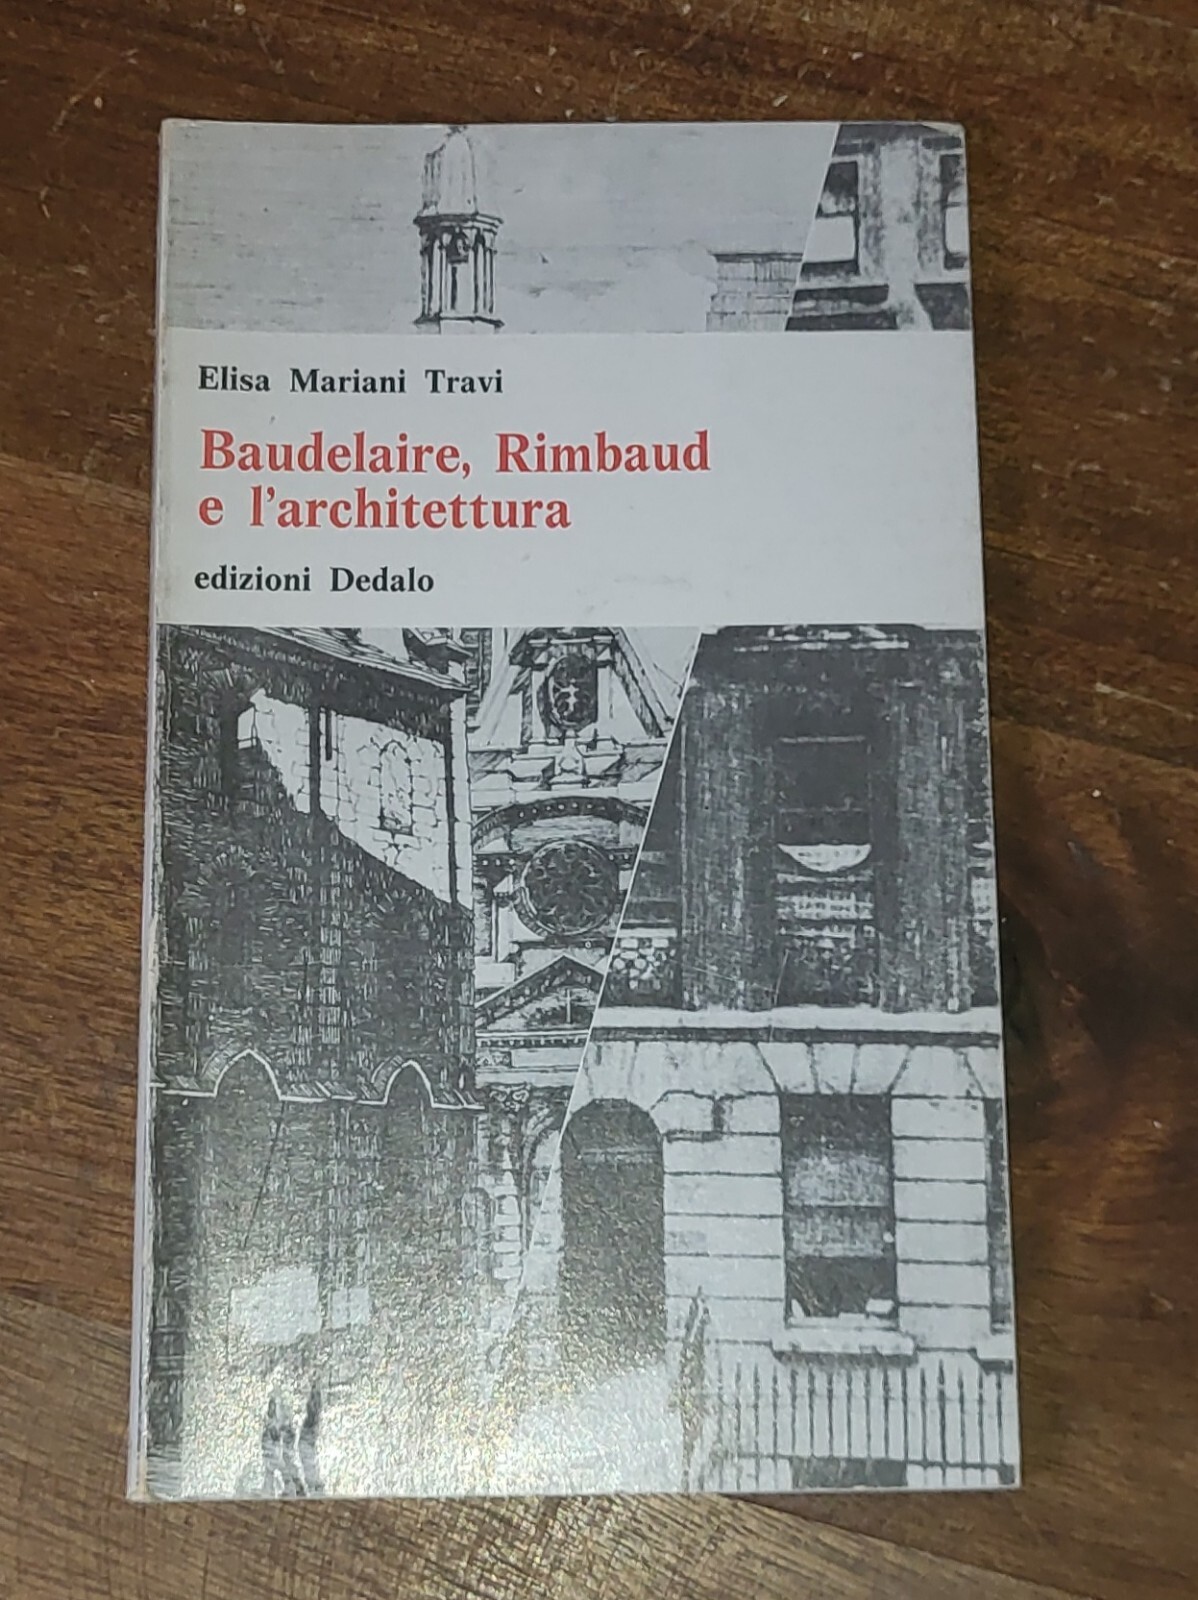 Elisa Mariani Travi
Baudelaire, Rimbaud
e l'architettura
edizioni Dedalo